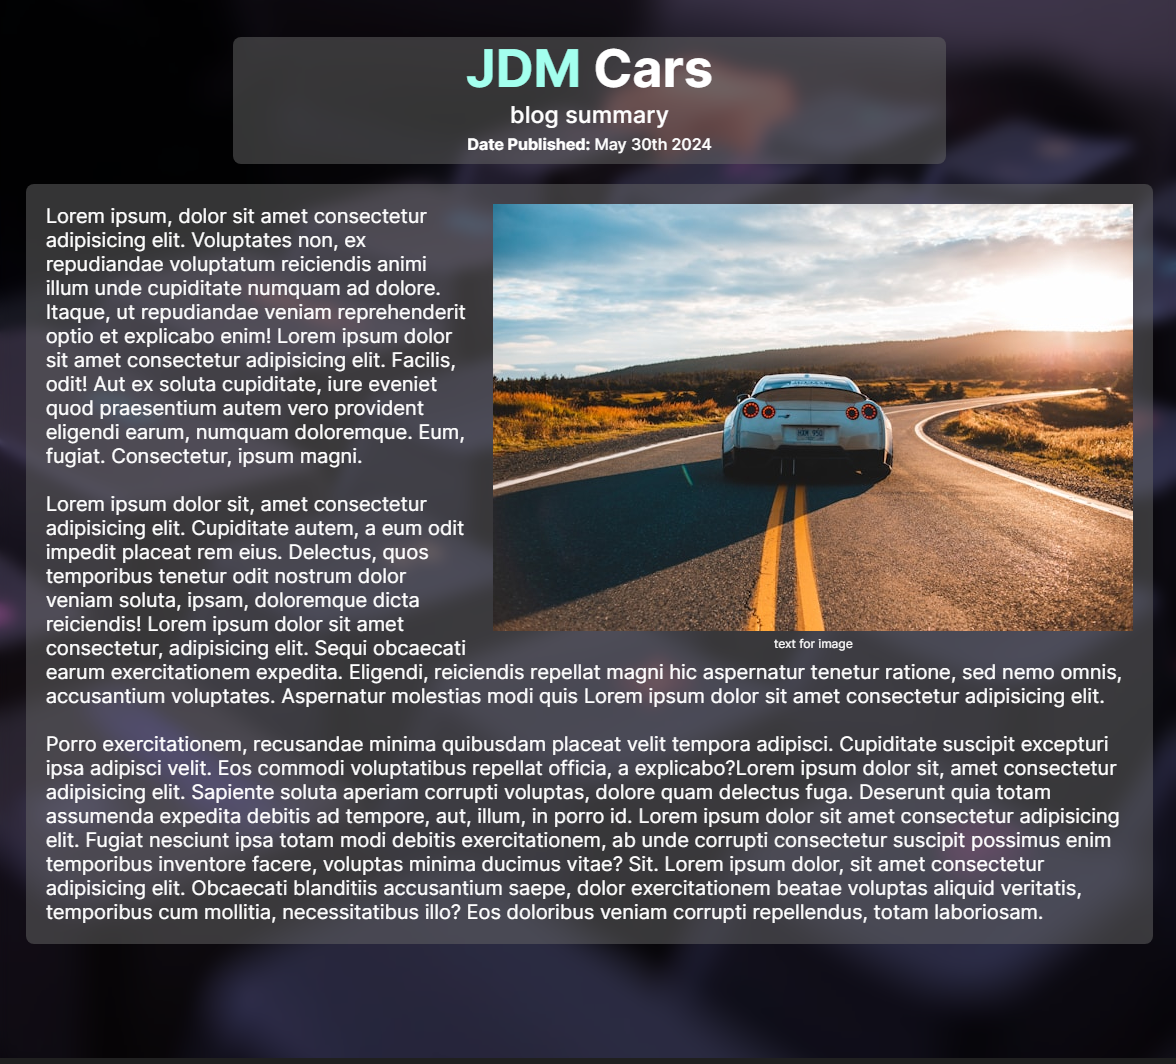 JDM Cars
blog summary
Date Published: May 30th 2024
Lorem ipsum, dolor sit amet consectetur
adipisicing elit. Voluptates non, ex
repudiandae voluptatum reiciendis animi
illum unde cupiditate numquam ad dolore.
Itaque, ut repudiandae veniam reprehenderit
optio et explicabo enim! Lorem ipsum dolor
sit amet consectetur adipisicing elit. Facilis,
odit! Aut ex soluta cupiditate, iure eveniet
quod praesentium autem vero provident
eligendi earum, numquam doloremque. Eum,
fugiat. Consectetur, ipsum magni.
Lorem ipsum dolor sit, amet consectetur
adipisicing elit. Cupiditate autem, a eum odit
impedit placeat rem eius. Delectus, quos
temporibus tenetur odit nostrum dolor
veniam soluta, ipsam, doloremque dicta
reiciendis! Lorem ipsum dolor sit amet
consectetur, adipisicing elit. Sequi obcaecati
text for image
earum exercitationem expedita. Eligendi, reiciendis repellat magni hic aspernatur tenetur ratione, sed nemo omnis,
accusantium voluptates. Aspernatur molestias modi quis Lorem ipsum dolor sit amet consectetur adipisicing elit.
Porro exercitationem, recusandae minima quibusdam placeat velit tempora adipisci. Cupiditate suscipit excepturi
ipsa adipisci velit. Eos commodi voluptatibus repellat officia, a explicabo?Lorem ipsum dolor sit, amet consectetur
adipisicing elit. Sapiente soluta aperiam corrupti voluptas, dolore quam delectus fuga. Deserunt quia totam
assumenda expedita debitis ad tempore, aut, illum, in porro id. Lorem ipsum dolor sit amet consectetur adipisicing
elit. Fugiat nesciunt ipsa totam modi debitis exercitationem, ab unde corrupti consectetur suscipit possimus enim
temporibus inventore facere, voluptas minima ducimus vitae? Sit. Lorem ipsum dolor, sit amet consectetur
adipisicing elit. Obcaecati blanditiis accusantium saepe, dolor exercitationem beatae voluptas aliquid veritatis,
temporibus cum mollitia, necessitatibus illo? Eos doloribus veniam corrupti repellendus, totam laboriosam.